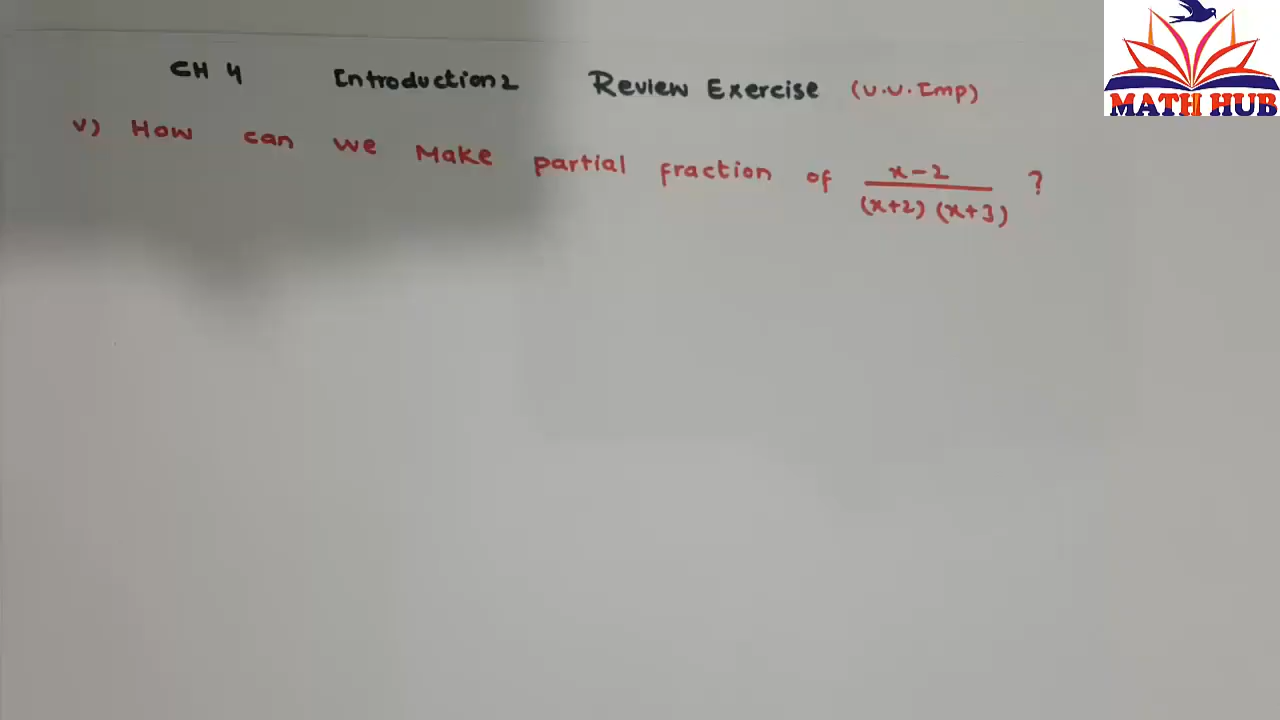 CH 4 Introduction2 Review Exercise (V.V.Imp)
v) How can we Make partial fraction of x-2 / (x+2) (x+3) ?
MATH HUB